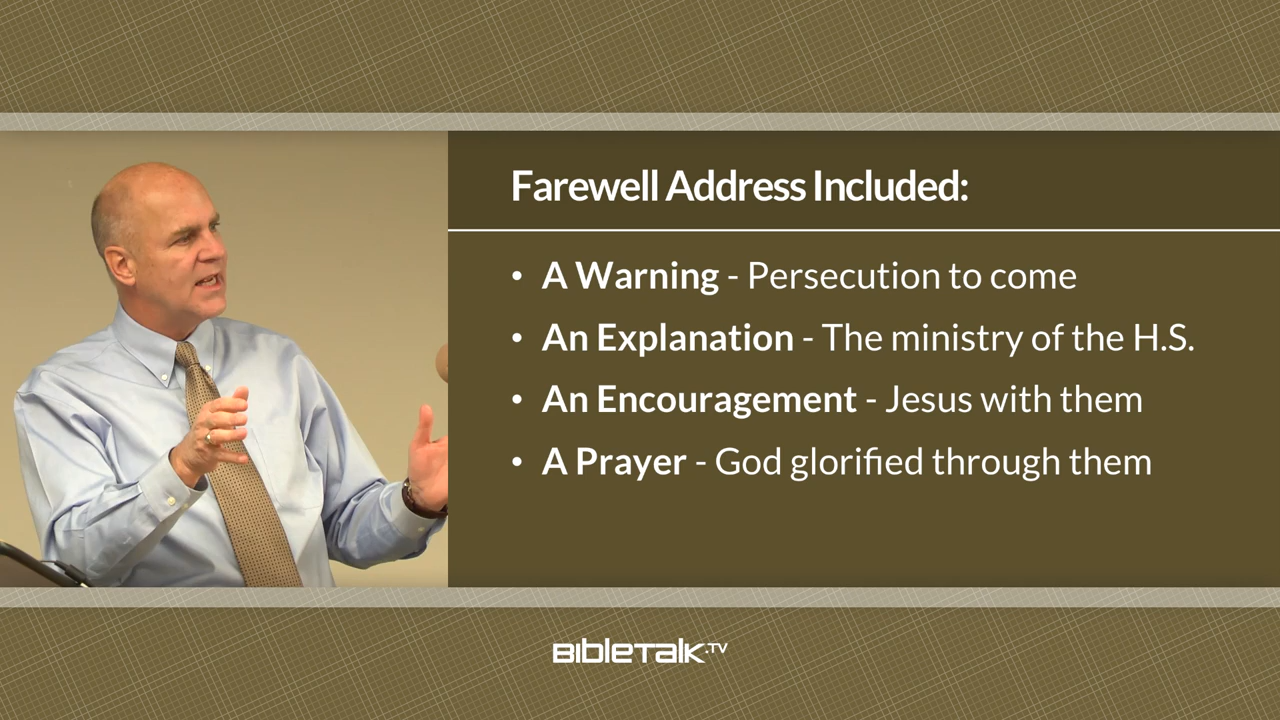 Farewell Address Included:
• A Warning - Persecution to come
• An Explanation - The ministry of the H.S.
• An Encouragement - Jesus with them
• A Prayer - God glorified through them
BIBLETALK.TV